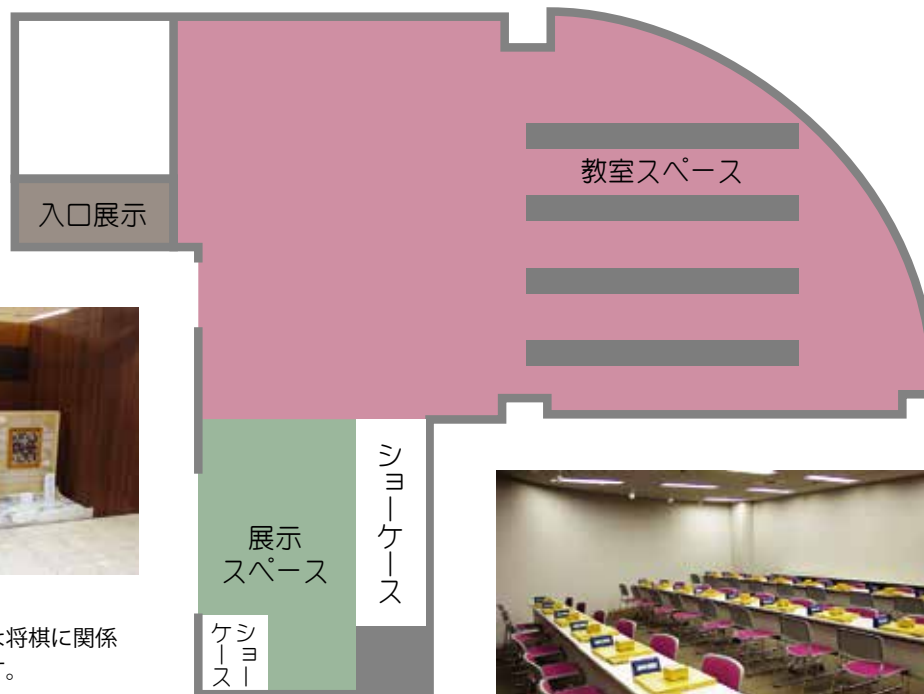 教室スペース
入口展示
ショーケース
展示
スペース
ショー
ケース
将棋に関係
。